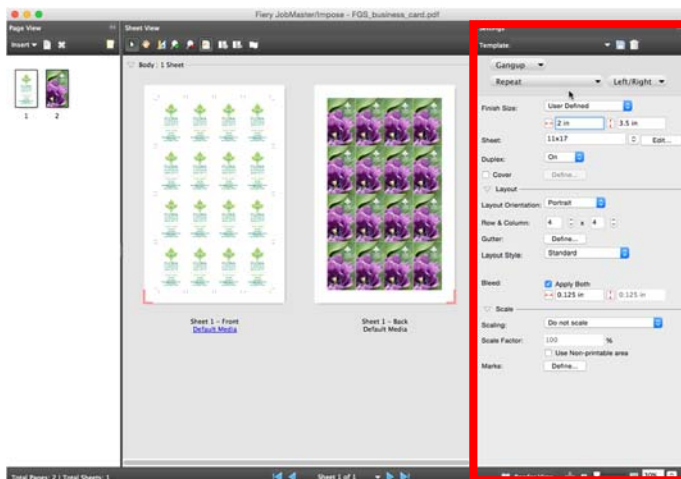 Fiery JobMaster/Impose - FGS_business_card.pdf
Page View
Sheet View
Settings
Insert
Template:
Body : 1 Sheet
Gangup
Repeat
Left/Right
1
2
Finish Size:
User Defined
2 in
3.5 in
Sheet:
11x17
Edit...
Duplex:
On
Cover
Define...
Layout
Layout Orientation:
Portrait
Row & Column:
4 x 4
Gutter:
Define...
Layout Style:
Standard
Bleed:
Apply Both
0.125 in
0.125 in
Scale
Scaling:
Do not scale
Scale Factor:
100 %
Use Non-printable area
Marks:
Define...
Sheet 1 - Front
Default Media
Sheet 1 - Back
Default Media
Total Pages: 2 | Total Sheets: 1
Sheet 1 of 1
30%